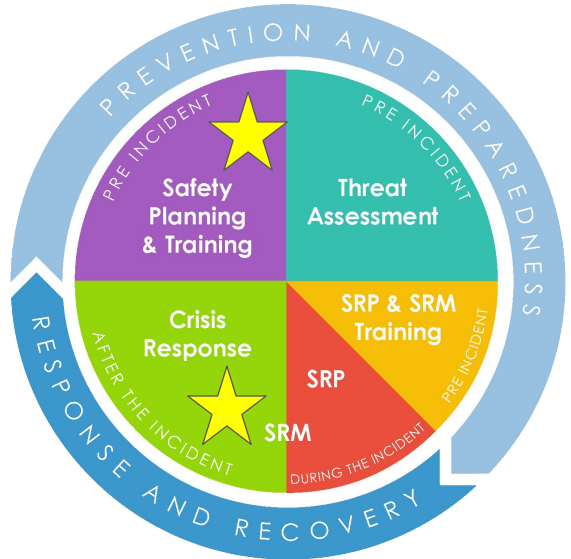 PREVENTION AND PREPAREDNESS
PRE INCIDENT
Safety
Planning
& Training
PRE INCIDENT
Threat
Assessment
SRP & SRM
Training
PRE INCIDENT
SRP
DURING THE INCIDENT
Crisis
Response
SRM
AFTER THE INCIDENT
RESPONSE AND RECOVERY